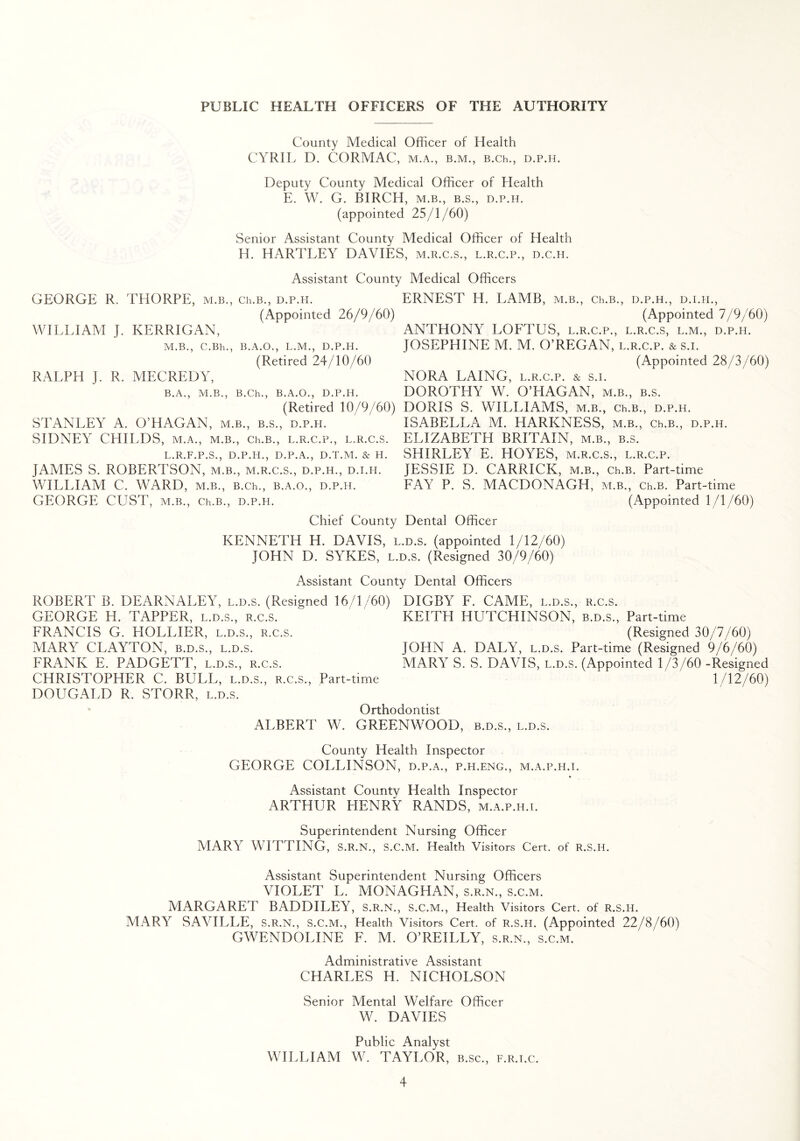 PUBLIC HEALTH OFFICERS OF THE AUTHORITY
County Medical Officer of Health
CYRIL D. CORMAC, M.A., B.M., B.Ch., D.P.H.
Deputy County Medical Officer of Health
E. W. G. BIRCH, M.B., B.S., D.P.H.
(appointed 25/1/60)
Senior Assistant County Medical Officer of Health
H. HARTLEY DAVIES, M.R.C.S., L.R.C.P., D.C.H.
Assistant County Medical Officers
GEORGE R. THORPE, M.B., Ch.B., D.P.H.
(Appointed 26/9/60)
WILLIAM J. KERRIGAN,
M.B., C.Bh., B.A.O., L.M., D.P.H.
(Retired 24/10/60
RALPH J. R. MECREDY,
B.A., M.B., B.Ch., B.A.O., D.P.H.
(Retired 10/9/60)
STANLEY A. O'HAGAN, M.B., B.S., D.P.H.
SIDNEY CHILDS, M.A., M.B., Ch.B., L.R.C.P., L.R.C.S.
L.R.F.P.S., D.P.H., D.P.A., D.T.M. & H.
JAMES S. ROBERTSON, M.B., M.R.C.S., D.P.H., D.I.H.
WILLIAM C. WARD, M.B., B.Ch., B.A.O., D.P.H.
GEORGE CUST, M.B., Ch.B., D.P.H.
ERNEST H. LAMB, M.B., Ch.B., D.P.H., D.I.H.,
(Appointed 7/9/60)
ANTHONY LOFTUS, L.R.C.P., L.R.C.S, L.M., D.P.H.
JOSEPHINE M. M. O'REGAN, L.R.C.P. & S.I.
(Appointed 28/3/60)
NORA LAING, L.R.C.P. & S.I.
DOROTHY W. O'HAGAN, M.B., B.S.
DORIS S. WILLIAMS, M.B., Ch.B., D.P.H.
ISABELLA M. HARKNESS, M.B., Ch.B., D.P.H.
ELIZABETH BRITAIN, M.B., B.S.
SHIRLEY E. HOYES, M.R.C.S., L.R.C.P.
JESSIE D. CARRICK, M.B., Ch.B. Part-time
FAY P. S. MACDONAGH, M.B., Ch.B. Part-time
(Appointed 1/1/60)
Chief County Dental Officer
KENNETH H. DAVIS, L.D.S. (appointed 1/12/60)
JOHN D. SYKES, L.D.S. (Resigned 30/9/60)
Assistant County Dental Officers
ROBERT B. DEARNALEY, L.D.S. (Resigned 16/1/60)
GEORGE H. TAPPER, L.D.S., R.C.S.
FRANCIS G. HOLLIER, L.D.S., R.C.S.
MARY CLAYTON, B.D.S., L.D.S.
FRANK E. PADGETT, L.D.S., R.C.S.
CHRISTOPHER C. BULL, L.D.S., R.C.S., Part-time
DOUGALD R. STORR, L.D.S.
DIGBY F. CAME, L.D.S., R.C.S.
KEITH HUTCHINSON, B.D.S., Part-time
(Resigned 30/7/60)
JOHN A. DALY, L.D.S. Part-time (Resigned 9/6/60)
MARY S. S. DAVIS, L.D.S. (Appointed 1/3/60 -Resigned
1/12/60)
Orthodontist
ALBERT W. GREENWOOD, B.D.S., L.D.S.
County Health Inspector
GEORGE COLLINSON, D.P.A., P.H.ENG., M.A.P.H.I.
Assistant County Health Inspector
ARTHUR HENRY RANDS, M.A.P.H.I.
Superintendent Nursing Officer
MARY WITTING, S.R.N., S.C.M. Health Visitors Cert. of R.S.H.
Assistant Superintendent Nursing Officers
VIOLET L. MONAGHAN, S.R.N., S.C.M.
MARGARET BADDILEY, S.R.N., S.C.M., Health Visitors Cert. of R.S.H.
MARY SAVILLE, S.R.N., S.C.M., Health Visitors Cert. of R.S.H. (Appointed 22/8/60)
GWENDOLINE F. M. O'REILLY, S.R.N., S.C.M.
Administrative Assistant
CHARLES H. NICHOLSON
Senior Mental Welfare Officer
W. DAVIES
Public Analyst
WILLIAM W. TAYLOR, B.Sc., F.R.I.C.
4